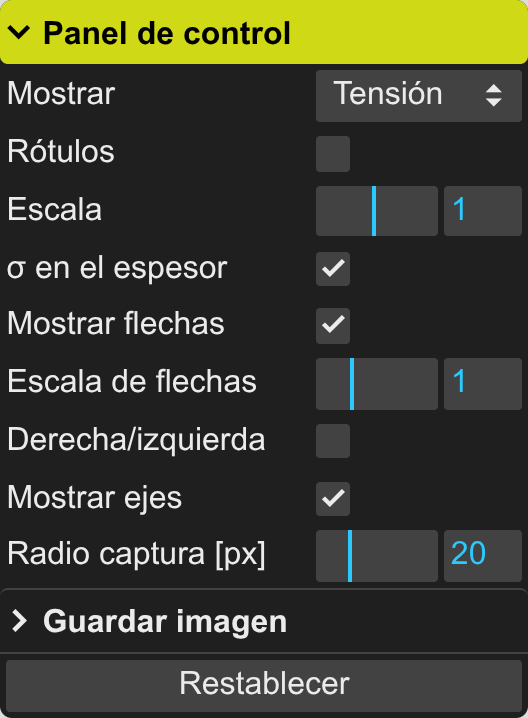 Panel de control
Mostrar Tensión
Rótulos
Escala 1
σ en el espesor
Mostrar flechas
Escala de flechas 1
Derecha/izquierda
Mostrar ejes
Radio captura [px] 20
Guardar imagen
Restablecer